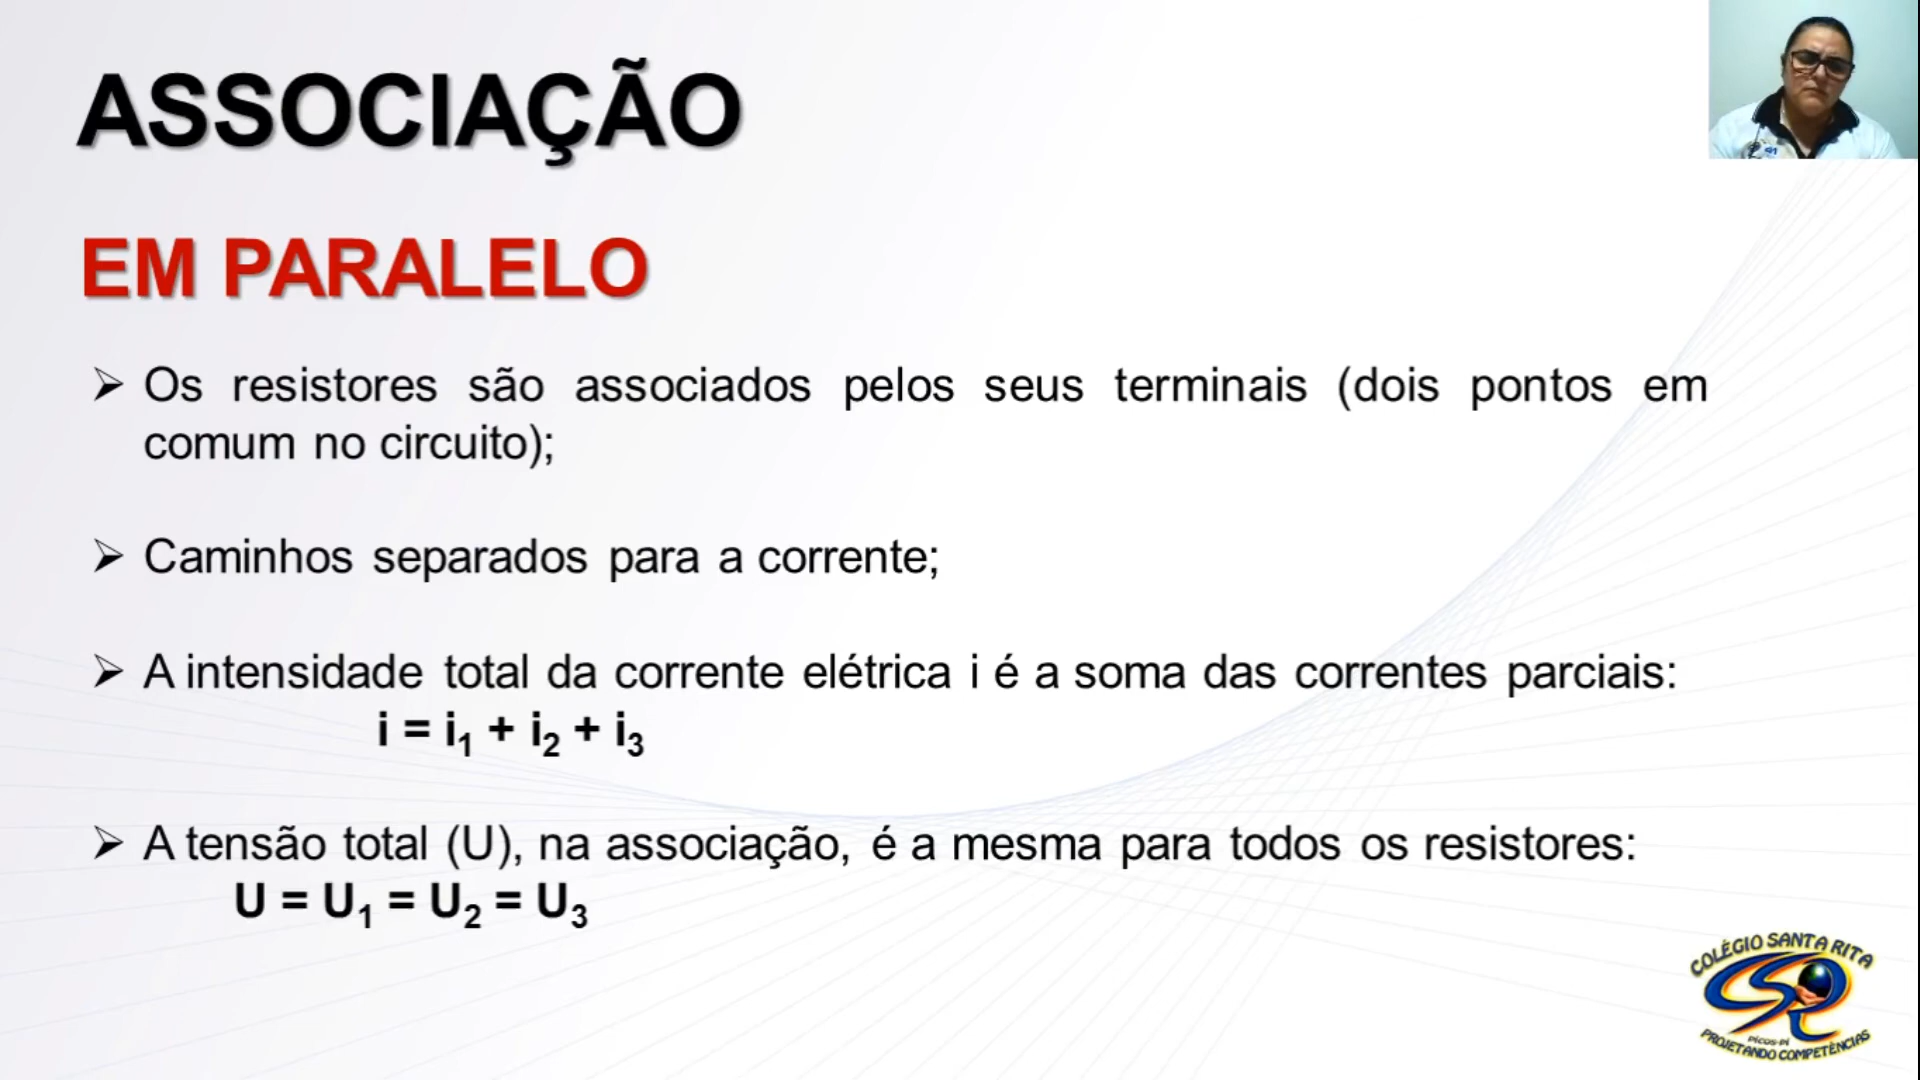 ASSOCIAÇÃO
EM PARALELO
➢ Os resistores são associados pelos seus terminais (dois pontos em
comum no circuito);
➢ Caminhos separados para a corrente;
➢ A intensidade total da corrente elétrica i é a soma das correntes parciais:
i = i₁ + i₂ + i₃
➢ A tensão total (U), na associação, é a mesma para todos os resistores:
U = U₁ = U₂ = U₃
COLÉGIO SANTA RITA
PICOS-PI
PROJETANDO COMPETÊNCIAS